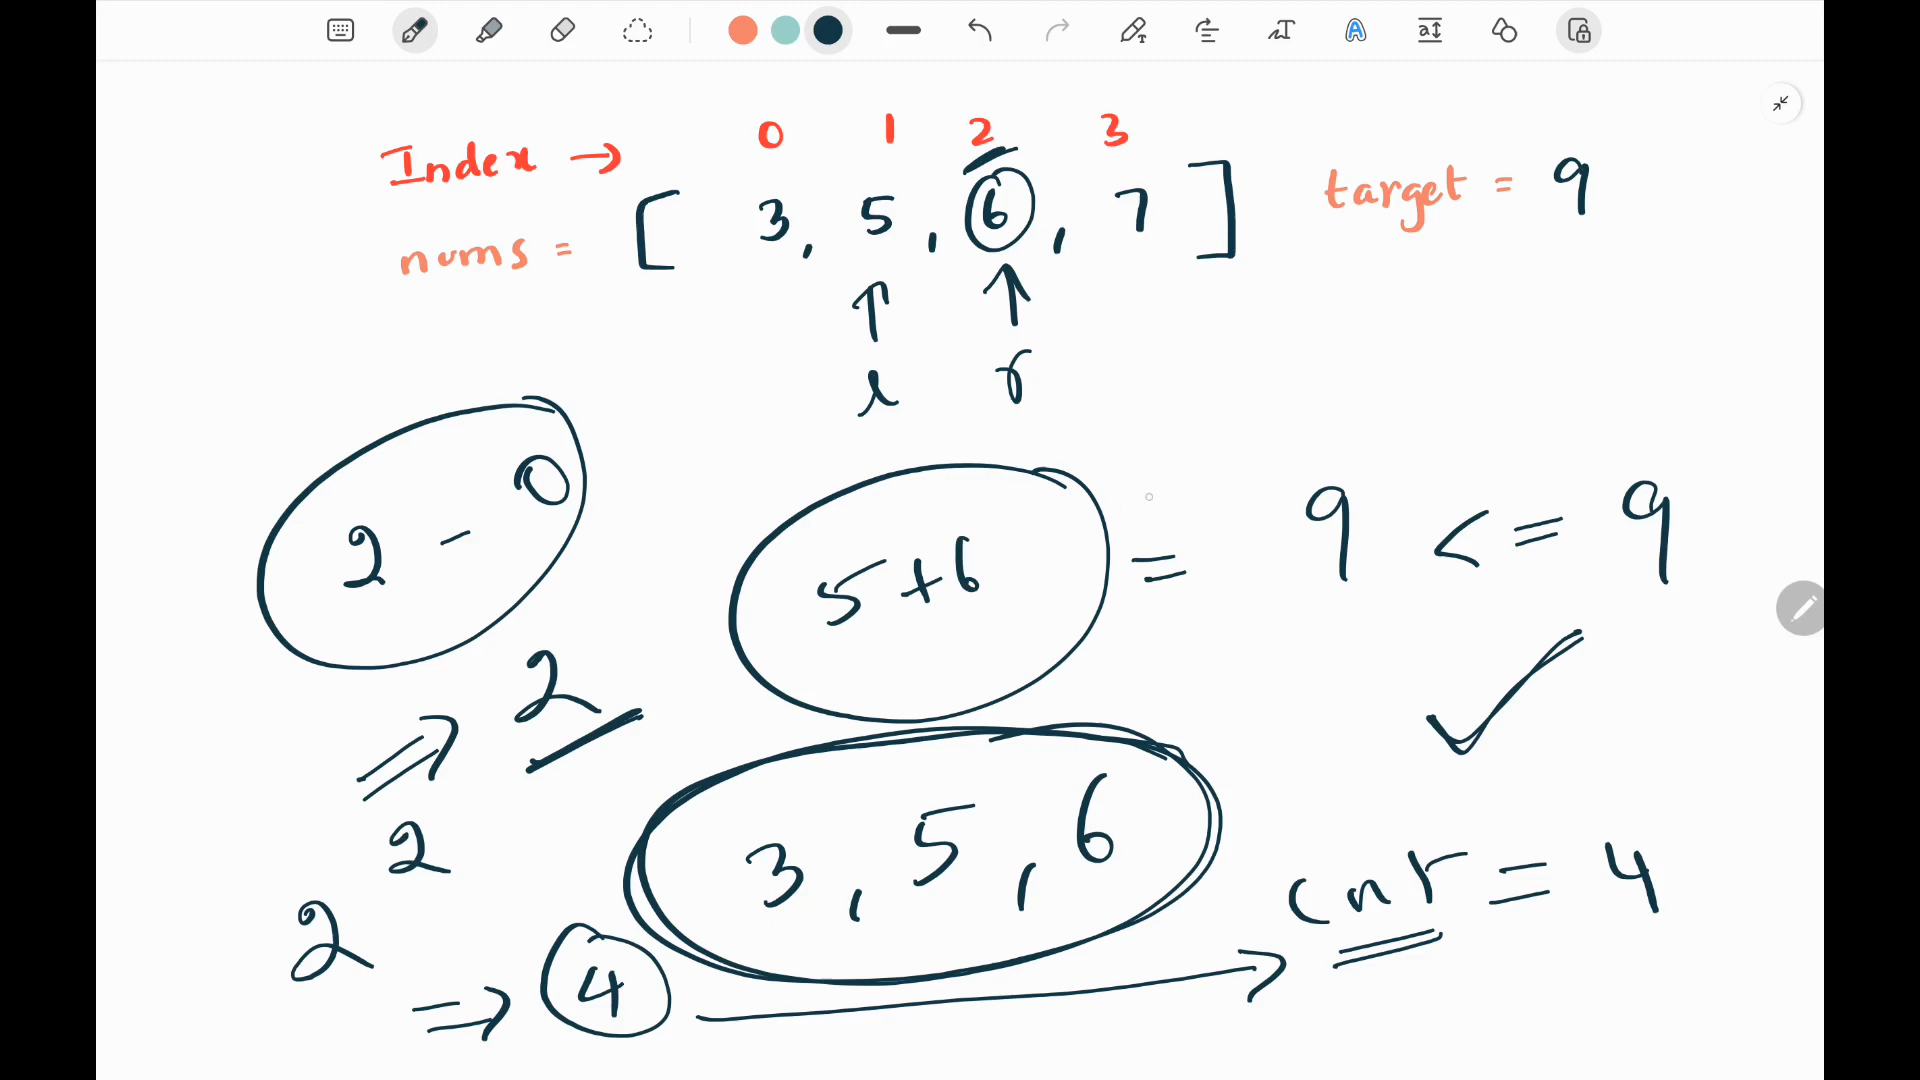 0 1 2 3
Index →
nums = [ 3, 5, 6, 7 ] target = 9
l r
2 - 0
5+6 = 9 <= 9
⇒ 2
3, 5, 6
2 2
cnt = 4
⇒ 4 →